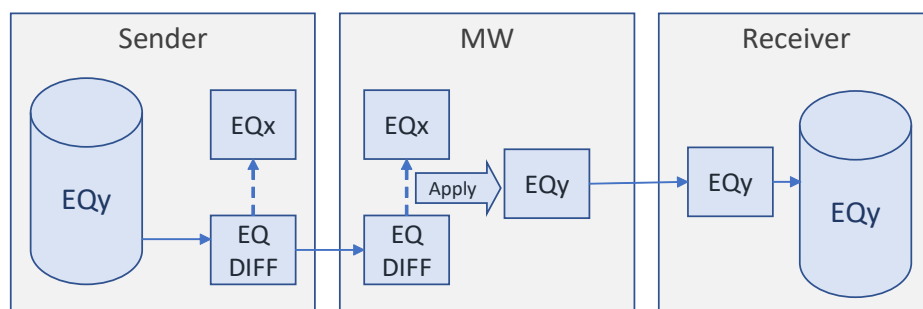 Sender
MW
Receiver
EQy
EQx
EQ
DIFF
EQx
EQ
DIFF
Apply
EQy
EQy
EQy